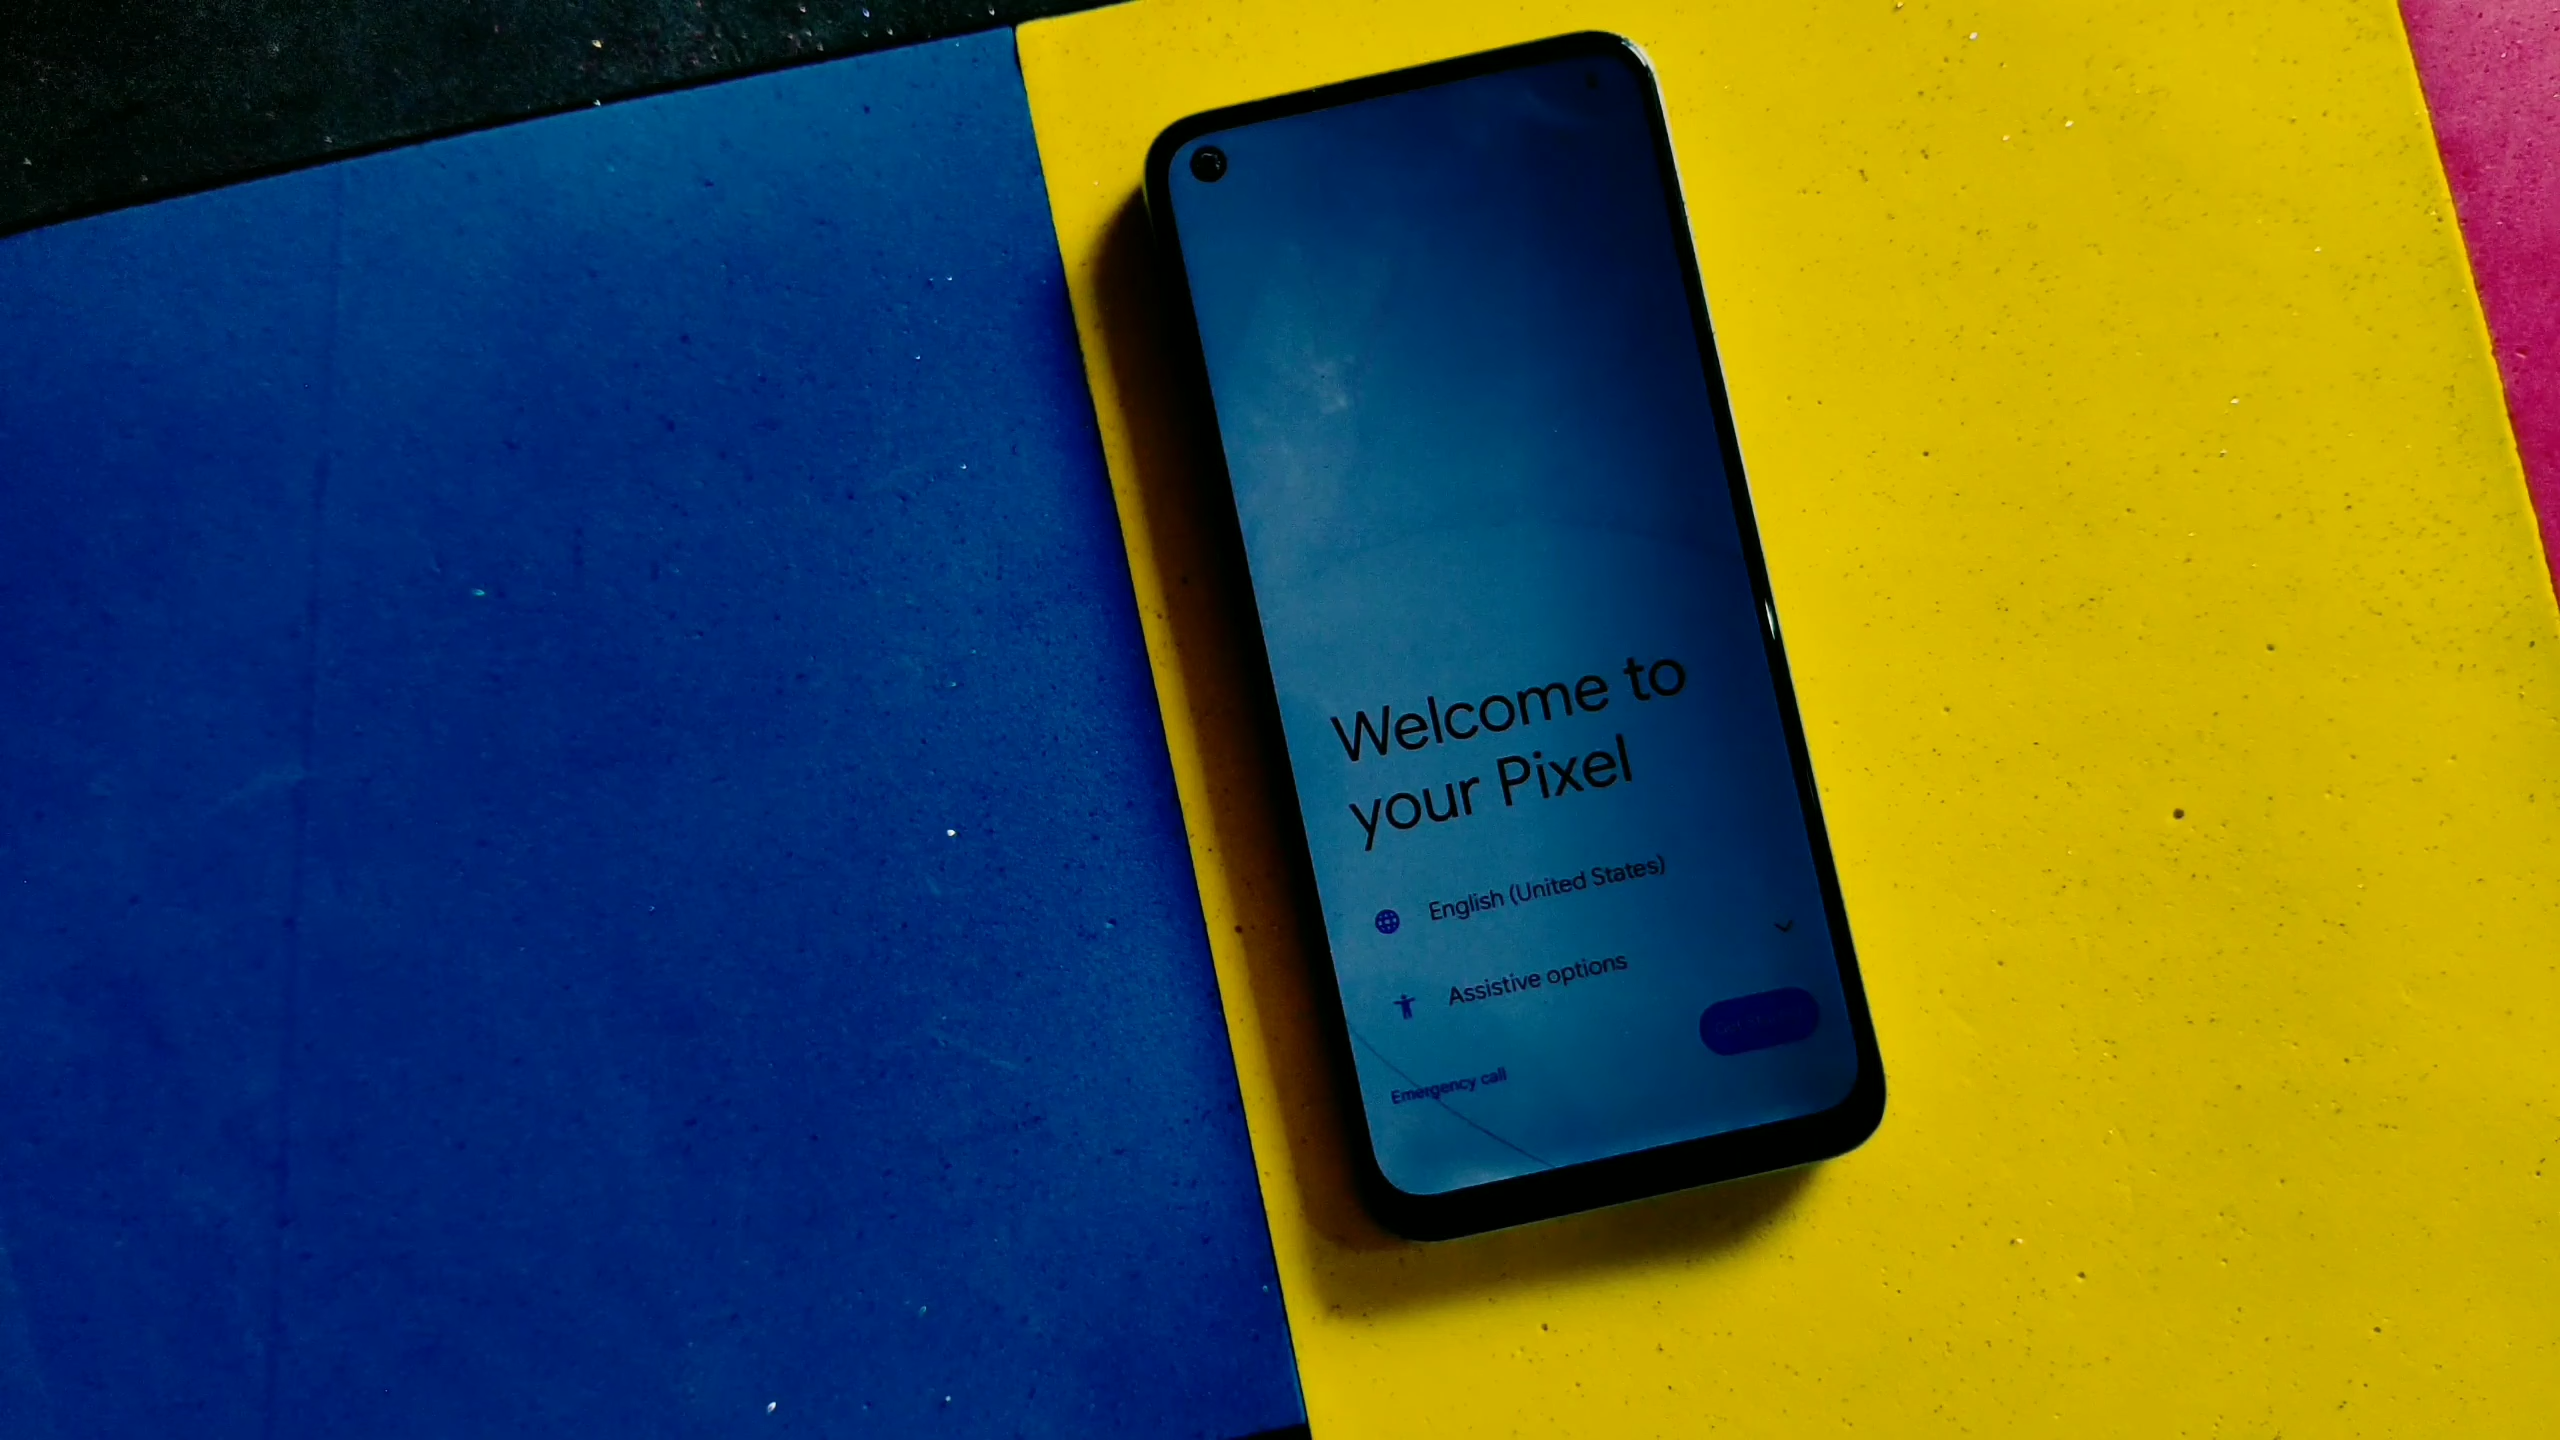 Welcome to
your Pixel
English (United States)
Assistive options
Emergency call